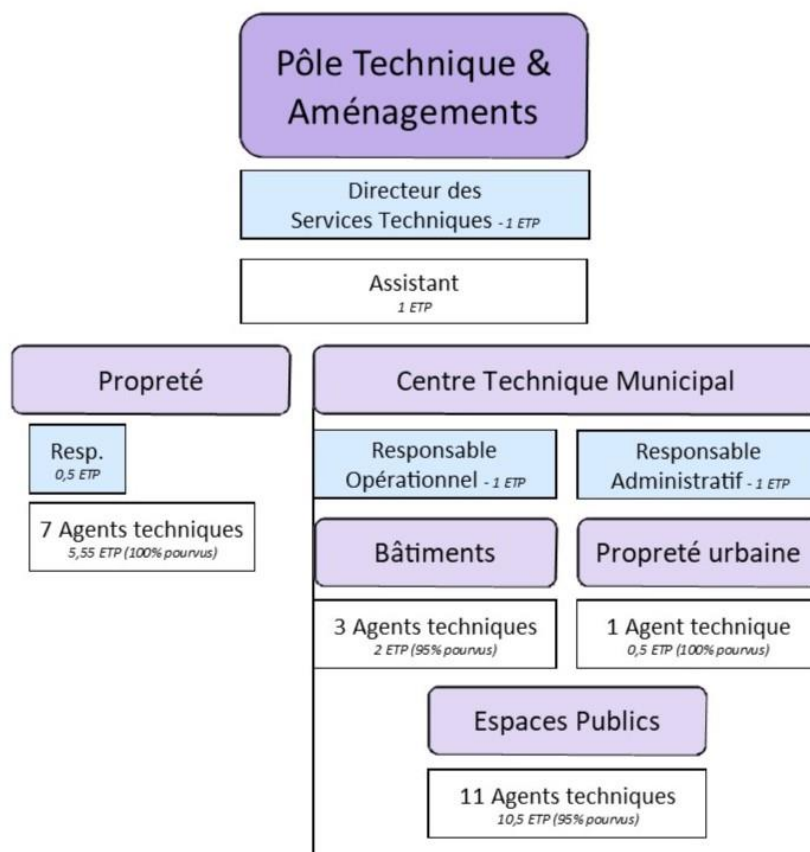 Pôle Technique &
Aménagements
Directeur des
Services Techniques - 1 ETP
Assistant
1 ETP
Propreté
Resp.
0,5 ETP
7 Agents techniques
5,55 ETP (100% pourvus)
Centre Technique Municipal
Responsable
Opérationnel - 1 ETP
Responsable
Administratif - 1 ETP
Bâtiments
3 Agents techniques
2 ETP (95% pourvus)
Propreté urbaine
1 Agent technique
0,5 ETP (100% pourvus)
Espaces Publics
11 Agents techniques
10,5 ETP (95% pourvus)